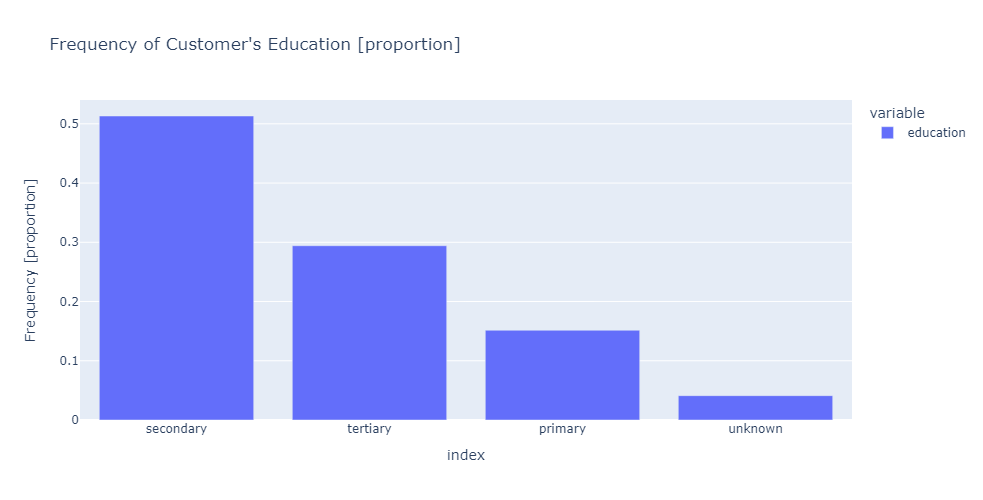 Frequency of Customer's Education [proportion]
variable
education
Frequency [proportion]
0.5
0.4
0.3
0.2
0.1
0
secondary
tertiary
primary
unknown
index